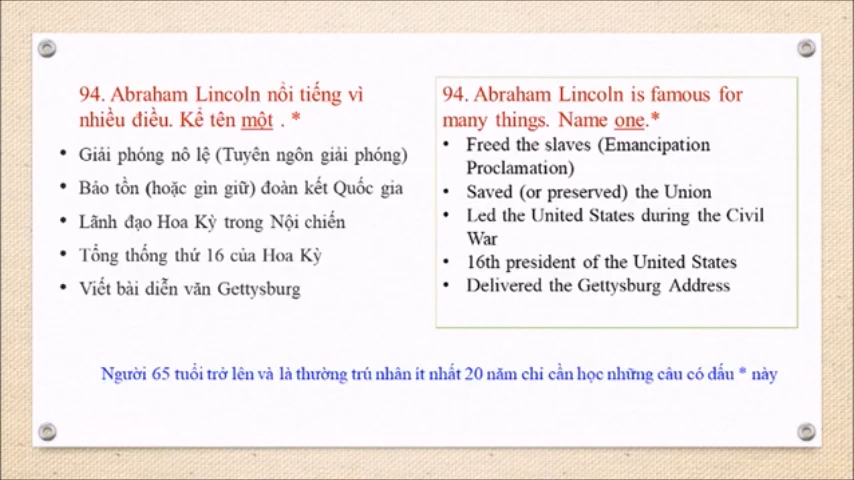 94. Abraham Lincoln nổi tiếng vì
nhiều điều. Kể tên một . *
• Giải phóng nô lệ (Tuyên ngôn giải phóng)
• Bảo tồn (hoặc gìn giữ) đoàn kết Quốc gia
• Lãnh đạo Hoa Kỳ trong Nội chiến
• Tổng thống thứ 16 của Hoa Kỳ
• Viết bài diễn văn Gettysburg
94. Abraham Lincoln is famous for
many things. Name one.*
• Freed the slaves (Emancipation
Proclamation)
• Saved (or preserved) the Union
• Led the United States during the Civil
War
• 16th president of the United States
• Delivered the Gettysburg Address
Người 65 tuổi trở lên và là thường trú nhân ít nhất 20 năm chỉ cần học những câu có dấu * này